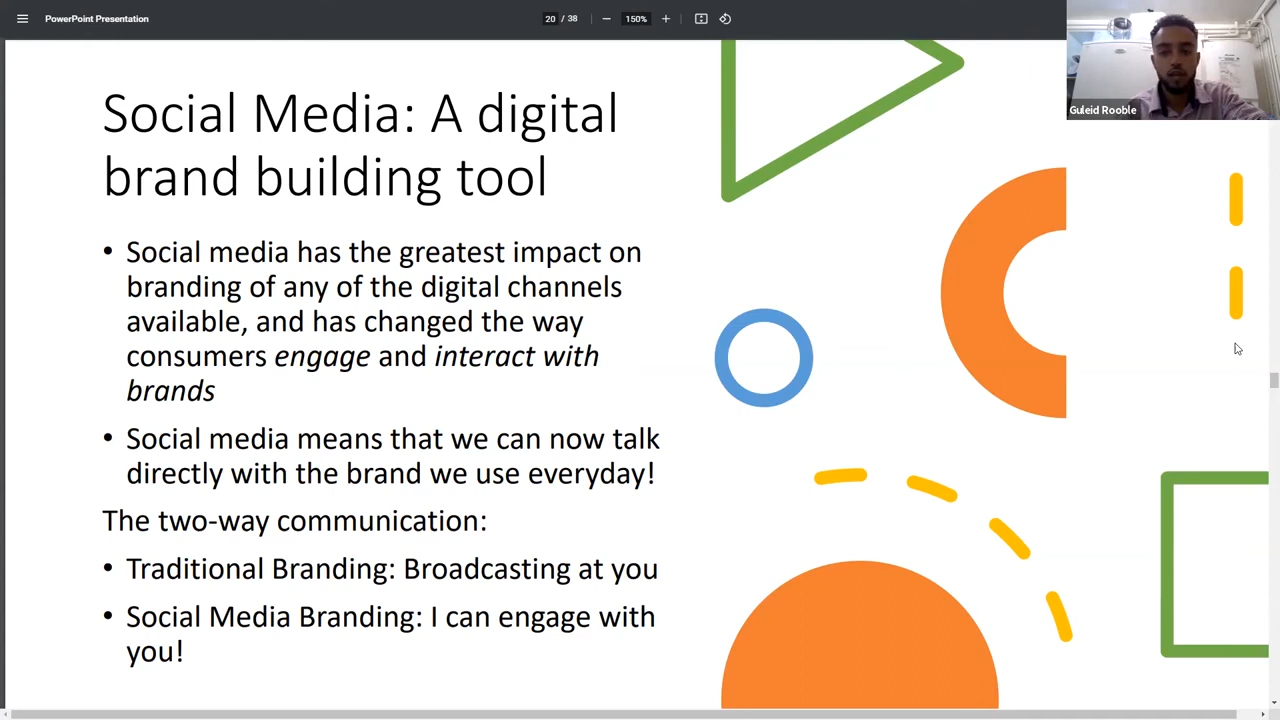 PowerPoint Presentation
20 / 38
150%
Guleid Rooble
Social Media: A digital
brand building tool
• Social media has the greatest impact on
branding of any of the digital channels
available, and has changed the way
consumers engage and interact with
brands
• Social media means that we can now talk
directly with the brand we use everyday!
The two-way communication:
• Traditional Branding: Broadcasting at you
• Social Media Branding: I can engage with
you!